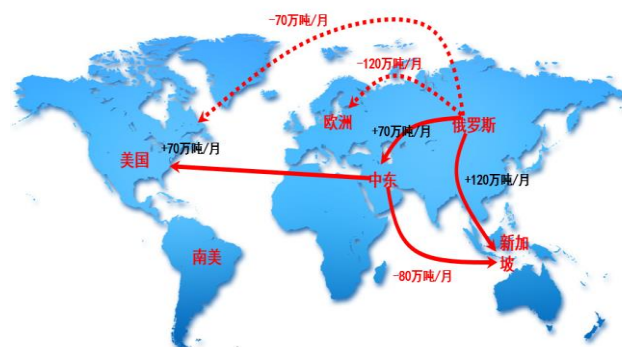 -70万吨/月
-120万吨/月
欧洲
+70万吨/月
俄罗斯
+70万吨/月
美国
中东
+120万吨/月
新加
坡
南美
-80万吨/月